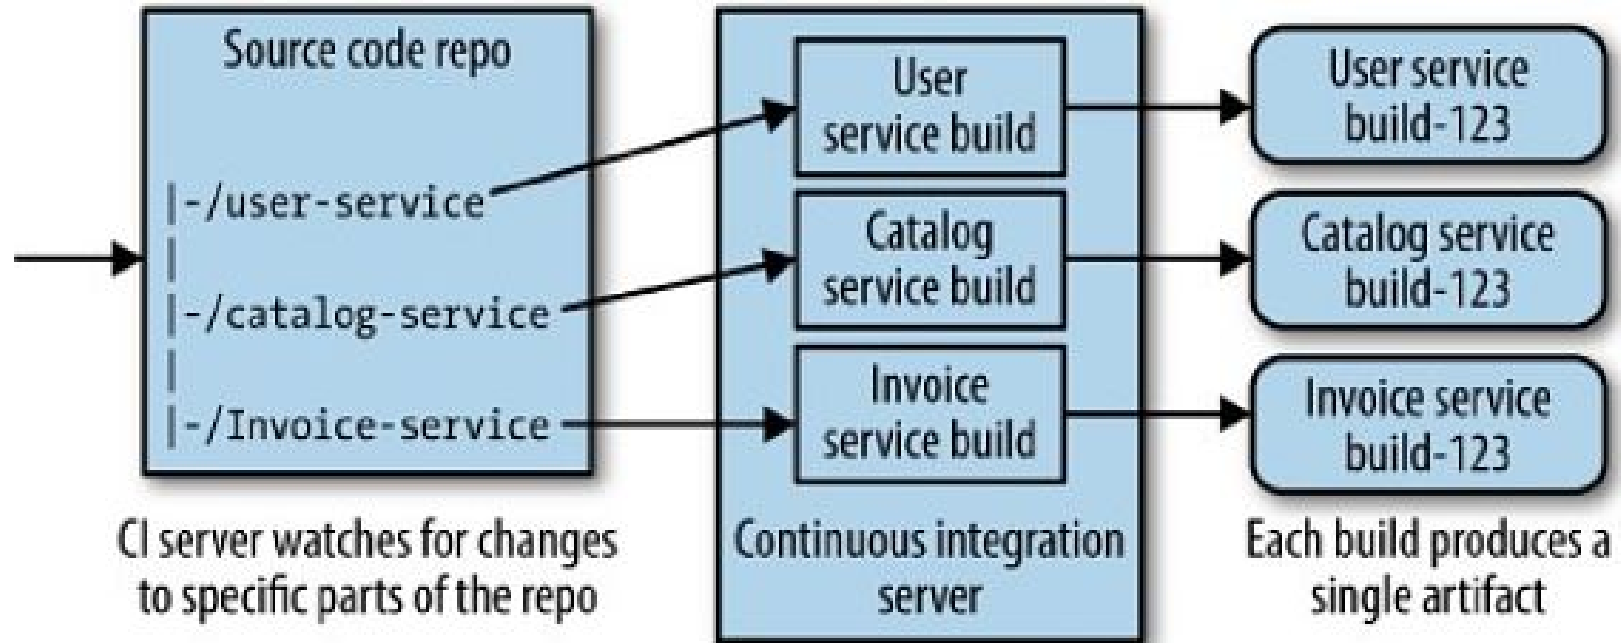 Source code repo
|-/user-service
|-/catalog-service
|-/Invoice-service
CI server watches for changes
to specific parts of the repo
User
service build
Catalog
service build
Invoice
service build
Continuous integration
server
User service
build-123
Catalog service
build-123
Invoice service
build-123
Each build produces a
single artifact